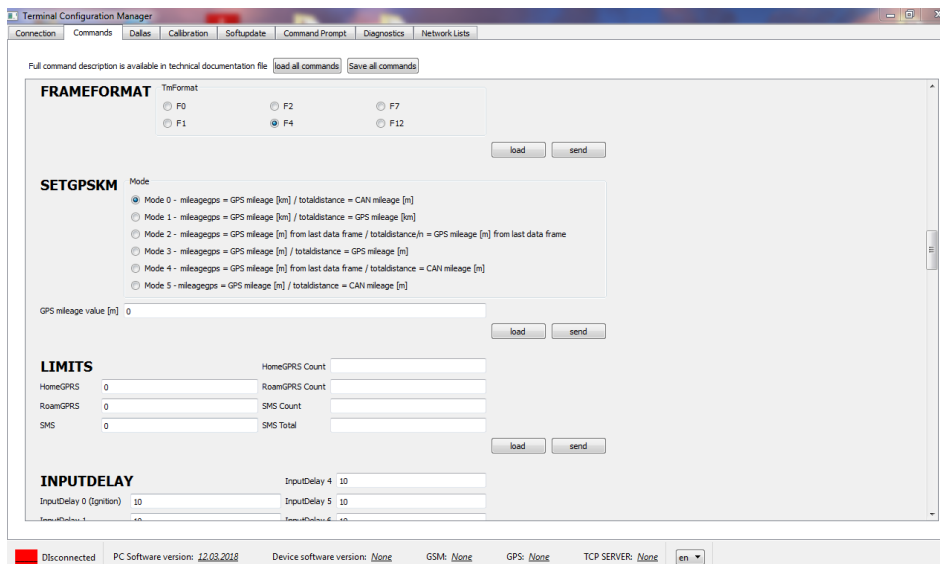 Terminal Configuration Manager
Connection Commands Dallas Callibration Softupdate Command Prompt Diagnostics Network Lists
Full command description is available in technical documentation file load all commands Save all commands
FRAMEFORMAT TmFormat
F0 F2 F7
F1 F4 F12
load send
SETGPSKM Mode
Mode 0 - mileagegps = GPS mileage [km] / totaldistance = CAN mileage [m]
Mode 1 - mileagegps = GPS mileage [km] / totaldistance = GPS mileage [km]
Mode 2 - mileagegps = GPS mileage [m] from last data frame / totaldistance/n = GPS mileage [m] from last data frame
Mode 3 - mileagegps = GPS mileage [m] / totaldistance = GPS mileage [m]
Mode 4 - mileagegps = GPS mileage [m] from last data frame / totaldistance = CAN mileage [m]
Mode 5 - mileagegps = GPS mileage [m] / totaldistance = CAN mileage [m]
GPS mileage value [m] 0
load send
LIMITS HomeGPRS Count
HomeGPRS 0 RoamGPRS Count
RoamGPRS 0 SMS Count
SMS 0 SMS Total
load send
INPUTDELAY InputDelay 4 10
InputDelay 0 (Ignition) 10 InputDelay 5 10
InputDelay 1 10 InputDelay 6 10
DIsconnected PC Software version: 12.03.2018 Device software version: None GSM: None GPS: None TCP SERVER: None en